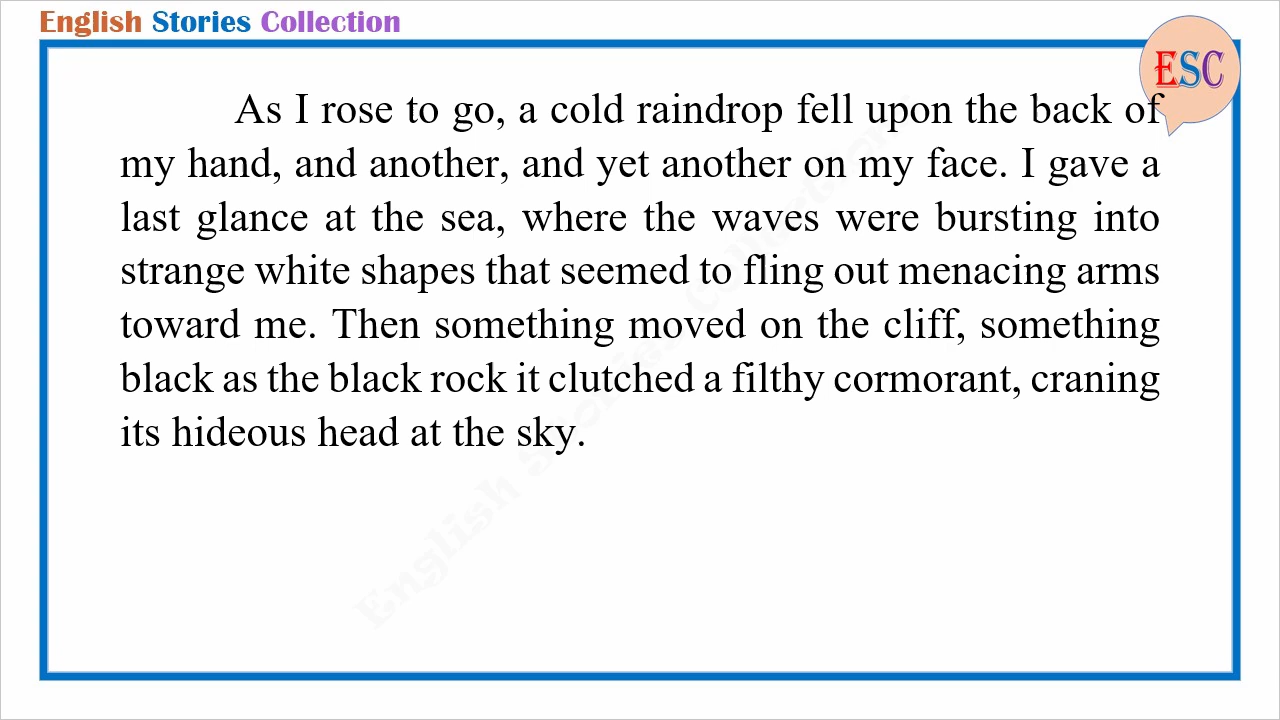 English Stories Collection
ESC
As I rose to go, a cold raindrop fell upon the back of
my hand, and another, and yet another on my face. I gave a
last glance at the sea, where the waves were bursting into
strange white shapes that seemed to fling out menacing arms
toward me. Then something moved on the cliff, something
black as the black rock it clutched a filthy cormorant, craning
its hideous head at the sky.
English Stories Collection